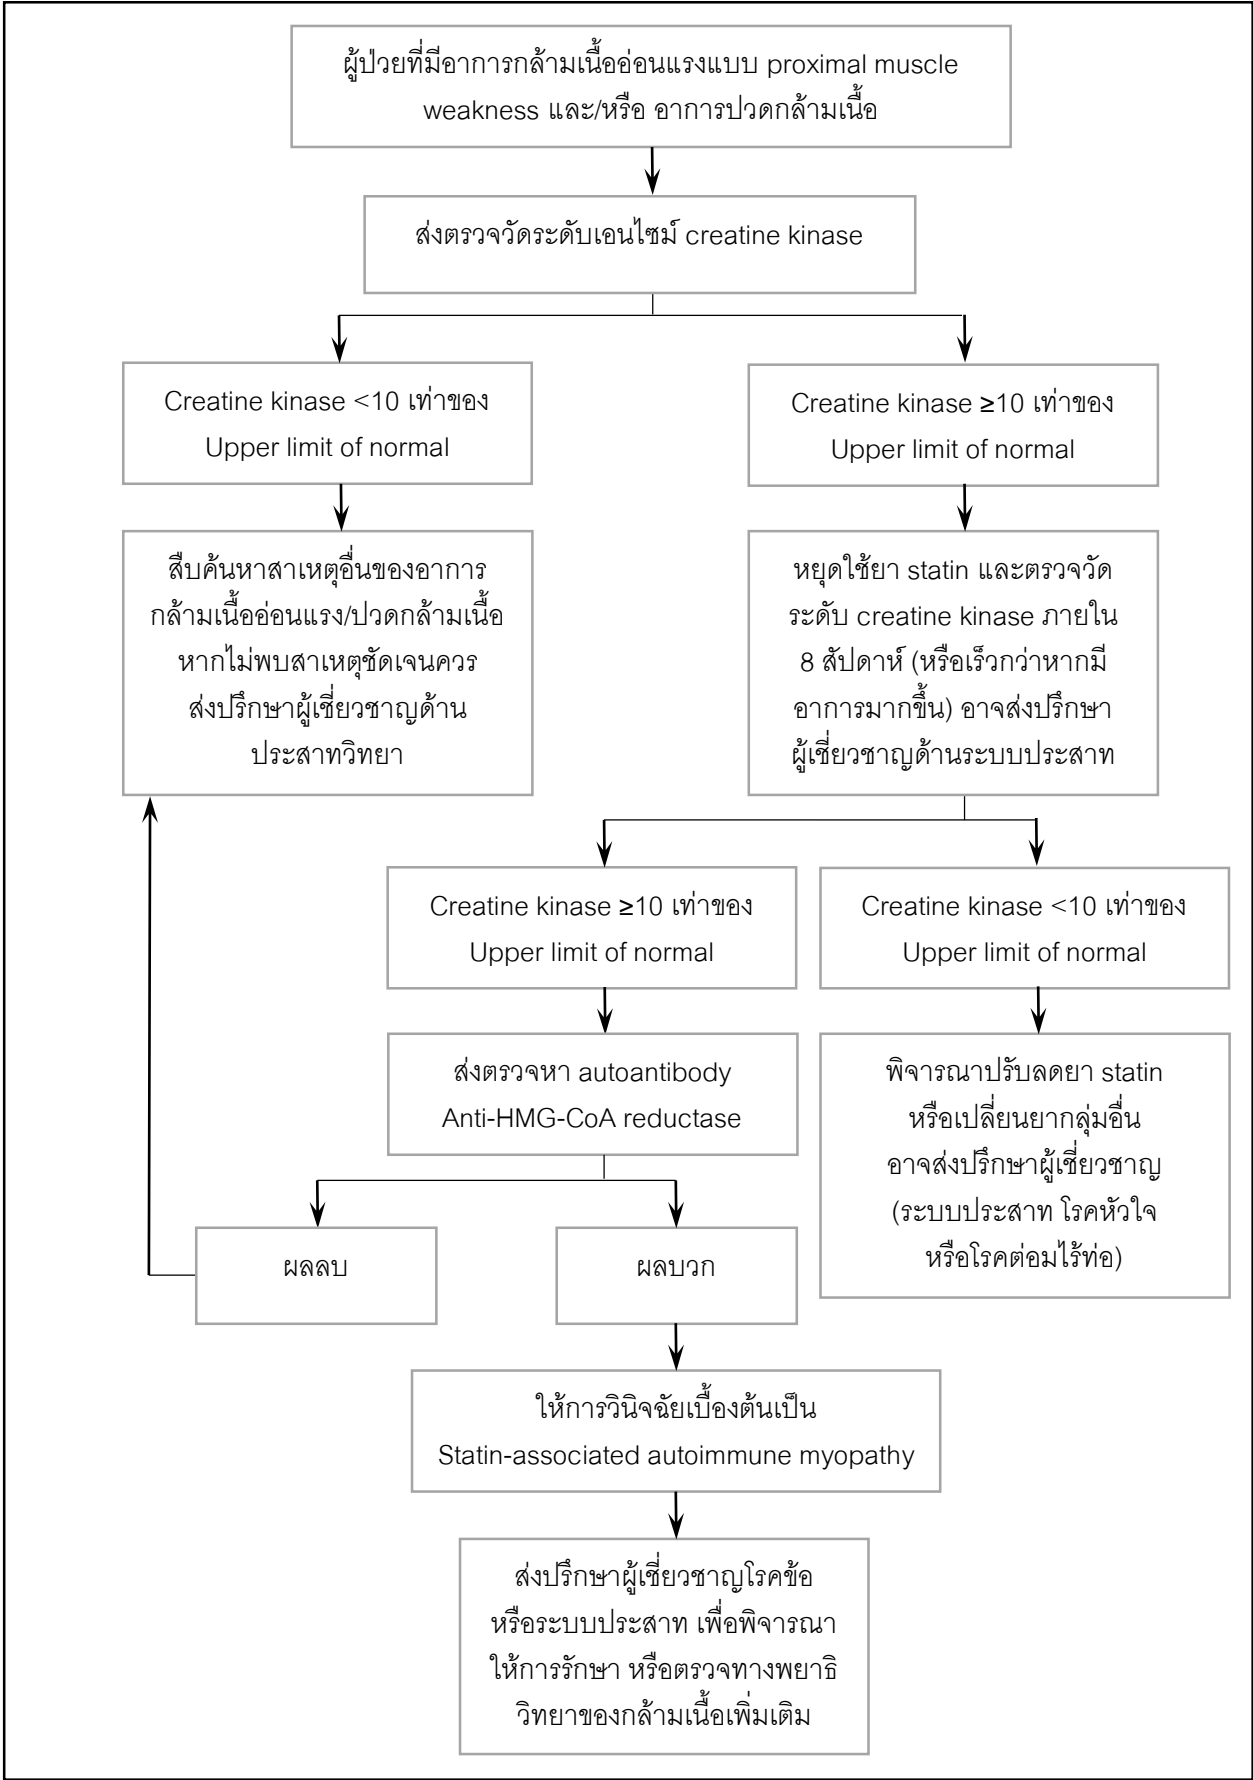 ผู้ป่วยที่มีอาการกล้ามเนื้ออ่อนแรงแบบ proximal muscle
weakness และ/หรือ อาการปวดกล้ามเนื้อ
ส่งตรวจวัดระดับเอนไซม์ creatine kinase
Creatine kinase <10 เท่าของ
Upper limit of normal
Creatine kinase ≥10 เท่าของ
Upper limit of normal
สืบค้นหาสาเหตุอื่นของอาการ
กล้ามเนื้ออ่อนแรง/ปวดกล้ามเนื้อ
หากไม่พบสาเหตุชัดเจนควร
ส่งปรึกษาผู้เชี่ยวชาญด้าน
ประสาทวิทยา
หยุดใช้ยา statin และตรวจวัด
ระดับ creatine kinase ภายใน
8 สัปดาห์ (หรือเร็วกว่าหากมี
อาการมากขึ้น) อาจส่งปรึกษา
ผู้เชี่ยวชาญด้านระบบประสาท
Creatine kinase ≥10 เท่าของ
Upper limit of normal
Creatine kinase <10 เท่าของ
Upper limit of normal
ส่งตรวจหา autoantibody
Anti-HMG-CoA reductase
พิจารณาปรับลดยา statin
หรือเปลี่ยนยากลุ่มอื่น
อาจส่งปรึกษาผู้เชี่ยวชาญ
(ระบบประสาท โรคหัวใจ
หรือโรคต่อมไร้ท่อ)
ผลลบ
ผลบวก
ให้การวินิจฉัยเบื้องต้นเป็น
Statin-associated autoimmune myopathy
ส่งปรึกษาผู้เชี่ยวชาญโรคข้อ
หรือระบบประสาท เพื่อพิจารณา
ให้การรักษา หรือตรวจทางพยาธิ
วิทยาของกล้ามเนื้อเพิ่มเติม